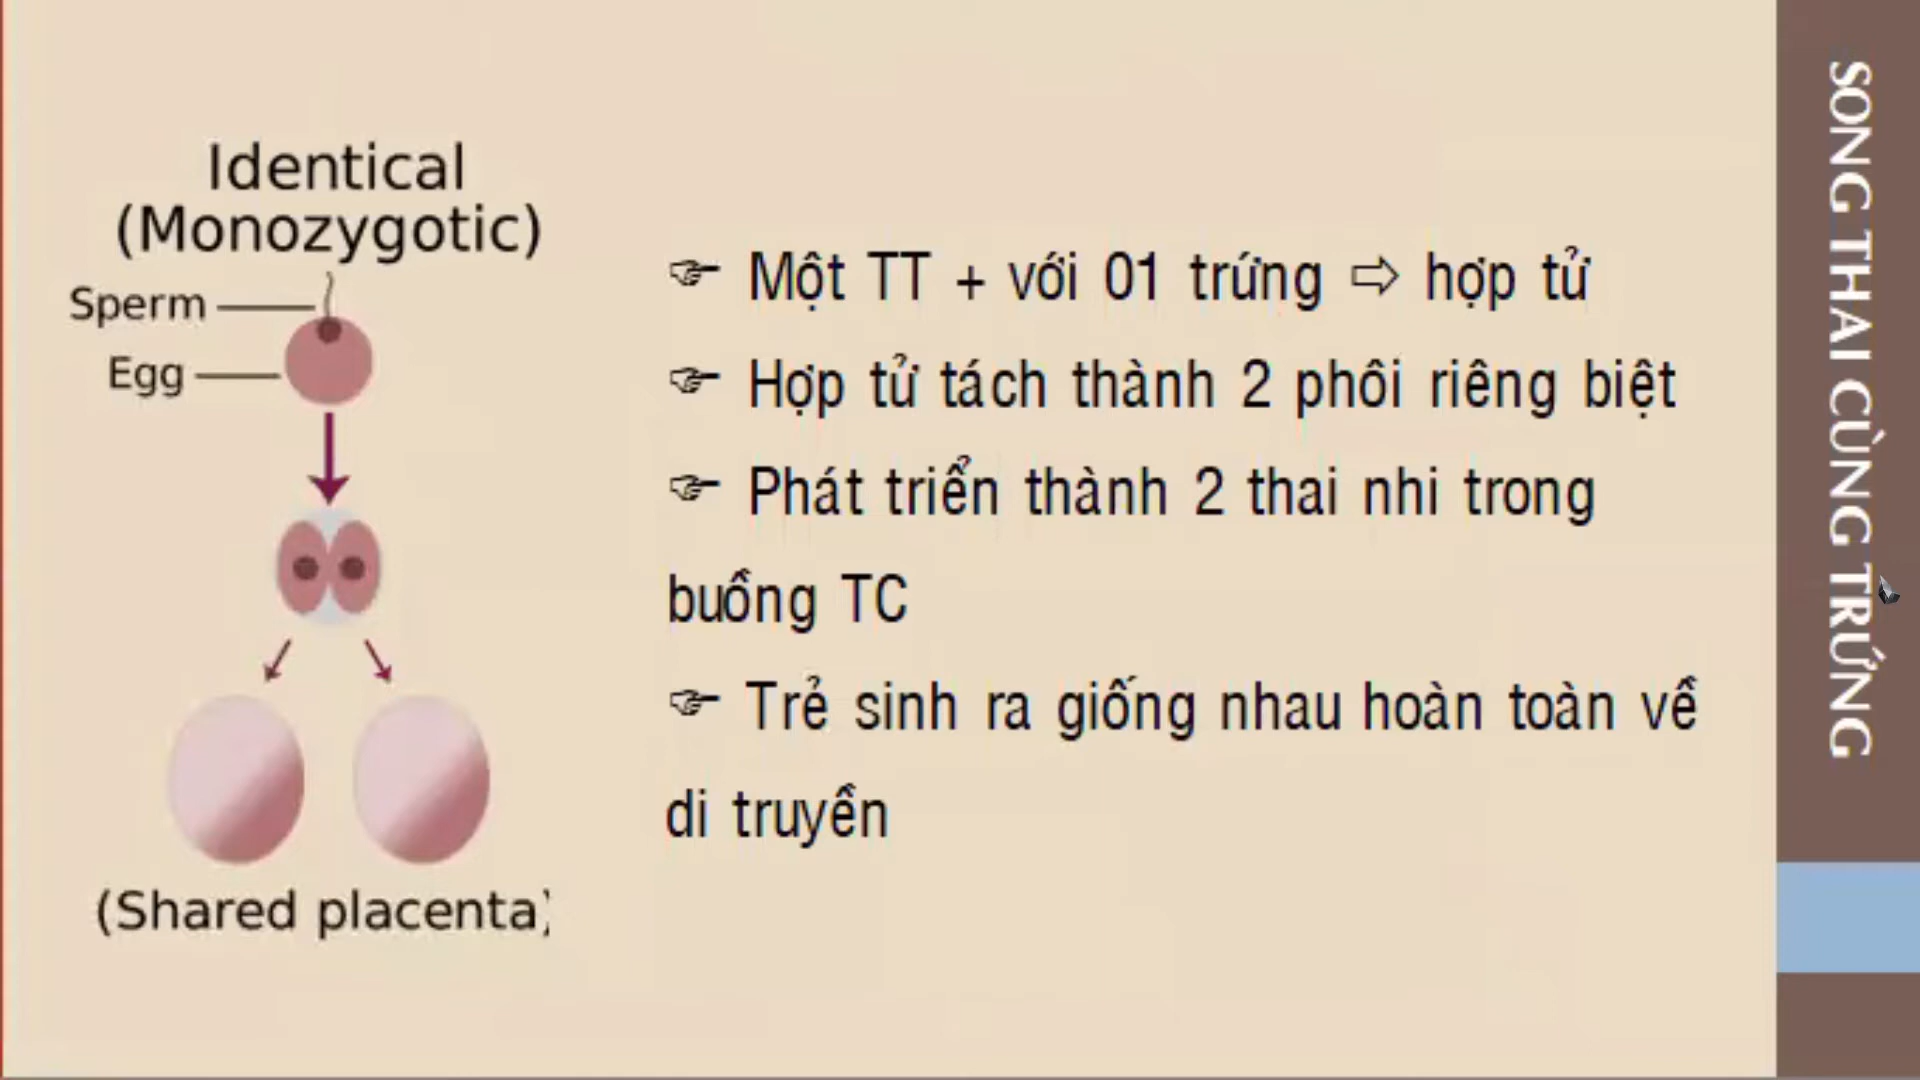 Identical
(Monozygotic)
Sperm
Egg
(Shared placenta)
☞ Một TT + với 01 trứng ⇨ hợp tử
☞ Hợp tử tách thành 2 phôi riêng biệt
☞ Phát triển thành 2 thai nhi trong
buồng TC
☞ Trẻ sinh ra giống nhau hoàn toàn về
di truyền
SONG THAI CÙNG TRỨNG